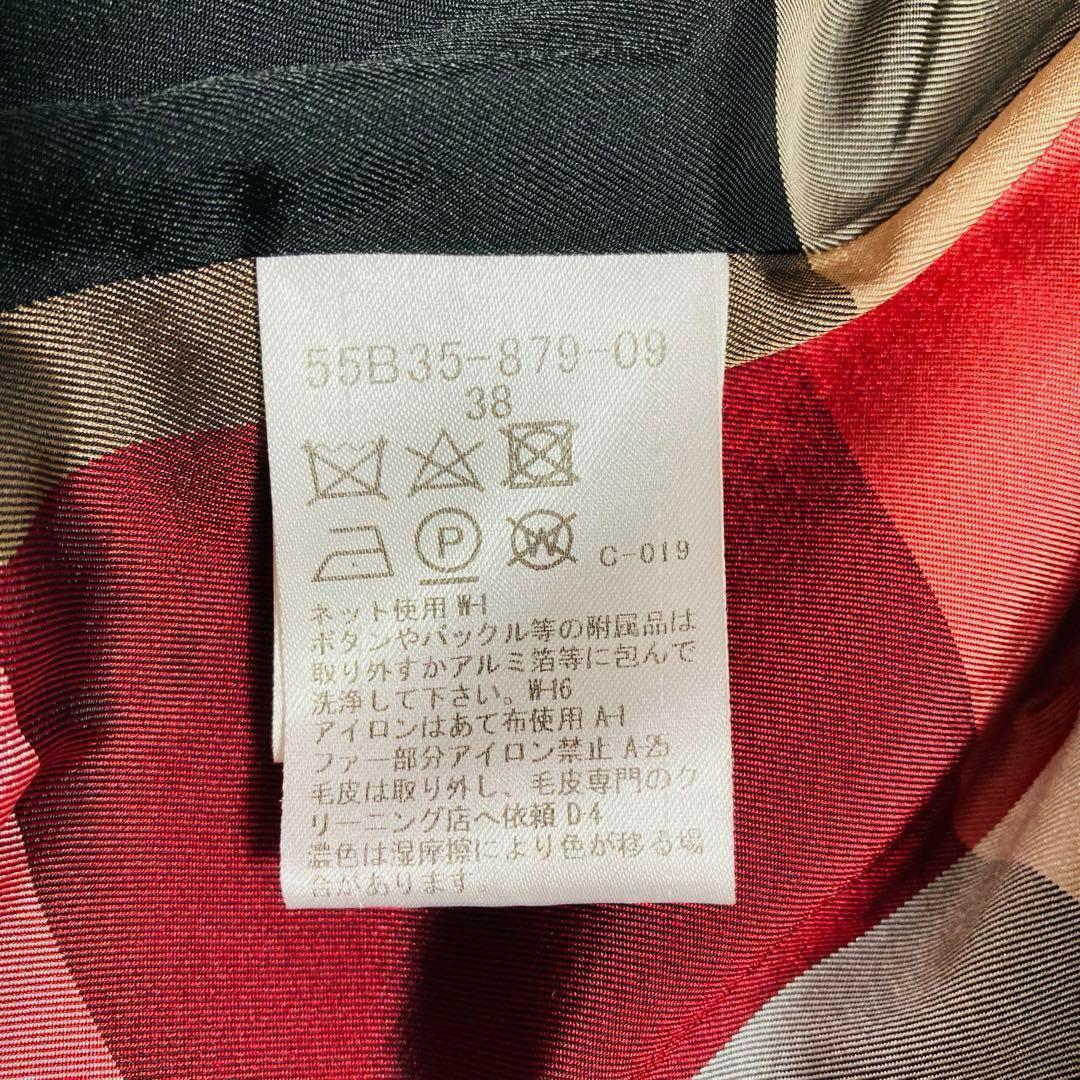 55B35-879-09
38
P W C-019
ネット使用 W-1
ボタンやバックル等の附属品は
取り外すかアルミ箔等に包んで
洗浄して下さい。W-16
アイロンはあて布使用 A-1
ファー部分アイロン禁止 A-25
毛皮は取り外し、毛皮専門のク
リーニング店へ依頼 D-4
濃色は湿摩擦により色が移る場
合があります。